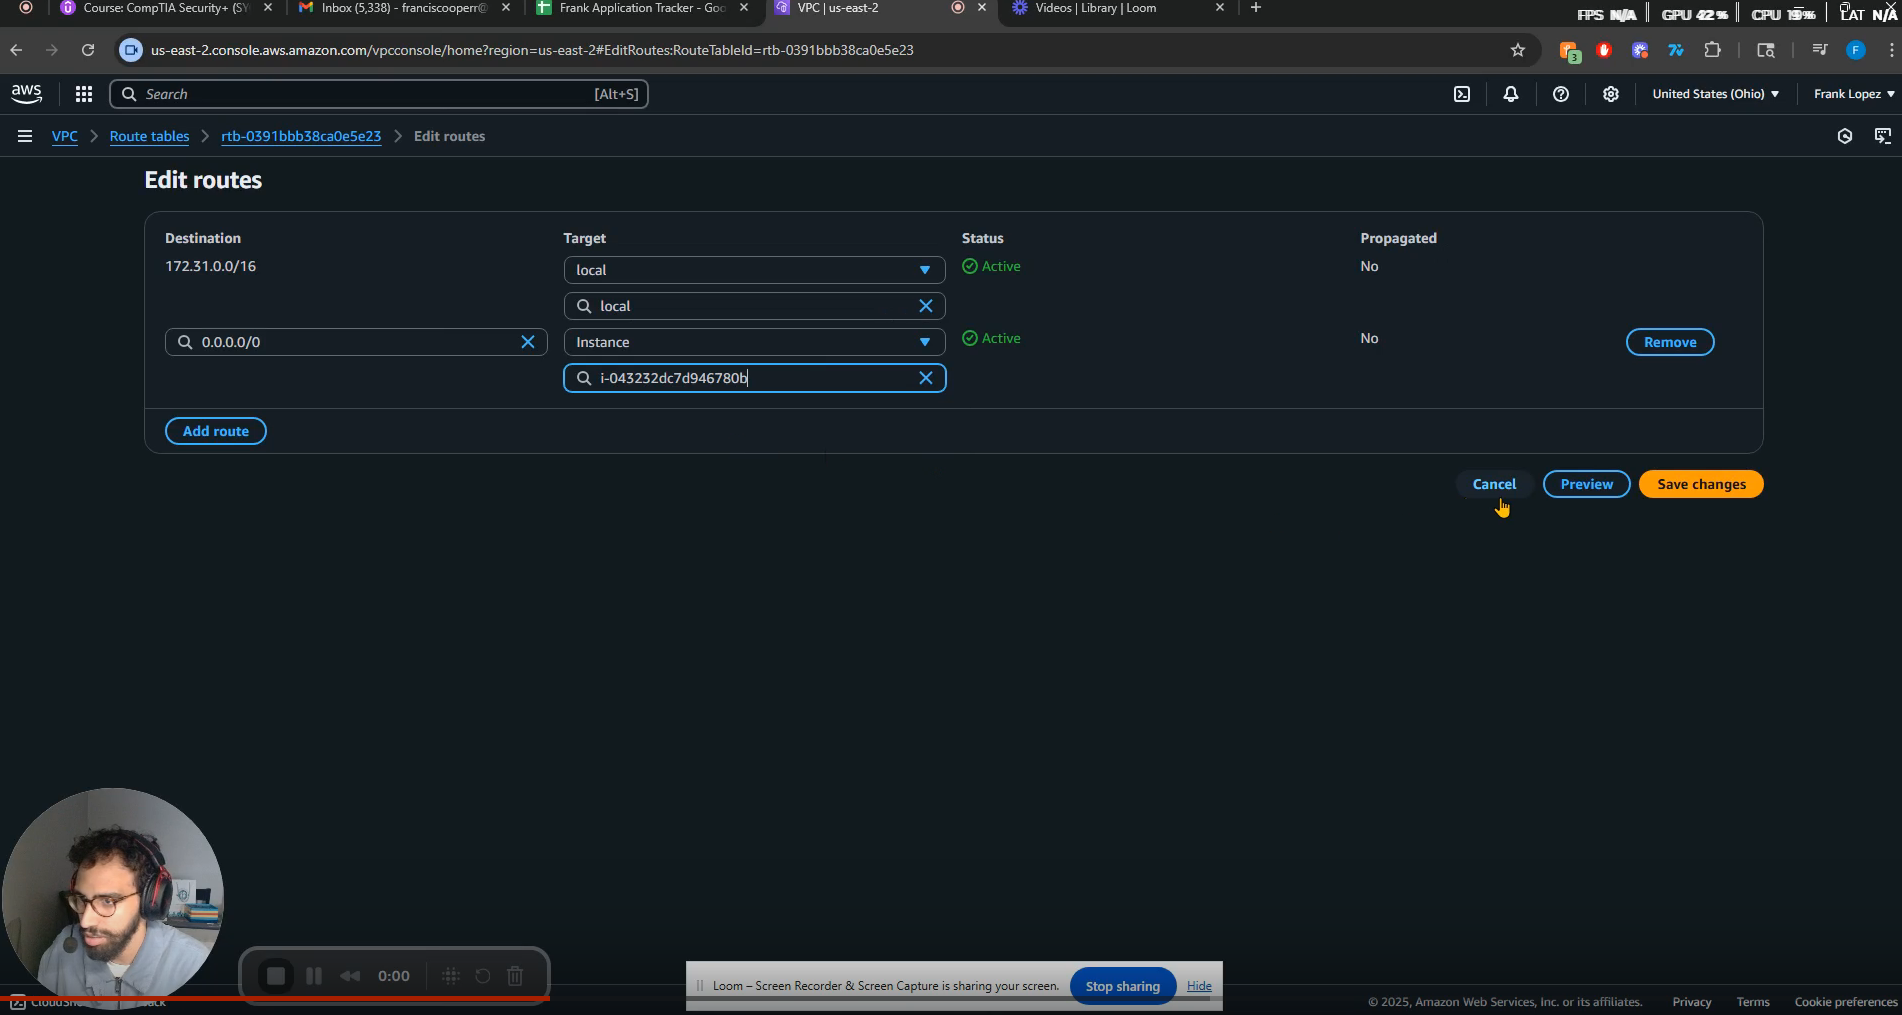 Course: CompTIA Security+ (SY
Inbox (5,338) - franciscooperr@
Frank Application Tracker - Goo
VPC | us-east-2
Videos | Library | Loom
FPS N/A GPU 42% CPU LAT N/A
us-east-2.console.aws.amazon.com/vpcconsole/home?region=us-east-2#EditRoutes:RouteTableId=rtb-0391bbb38ca0e5e23
3
F
aws
Search
[Alt+S]
United States (Ohio)
Frank Lopez
VPC > Route tables > rtb-0391bbb38ca0e5e23 > Edit routes
Edit routes
Destination Target Status Propagated
172.31.0.0/16 local Active No
local
0.0.0.0/0 Instance Active No Remove
i-043232dc7d946780b
Add route
Cancel Preview Save changes
0:00
Loom – Screen Recorder & Screen Capture is sharing your screen. Stop sharing Hide
© 2025, Amazon Web Services, Inc. or its affiliates. Privacy Terms Cookie preferences